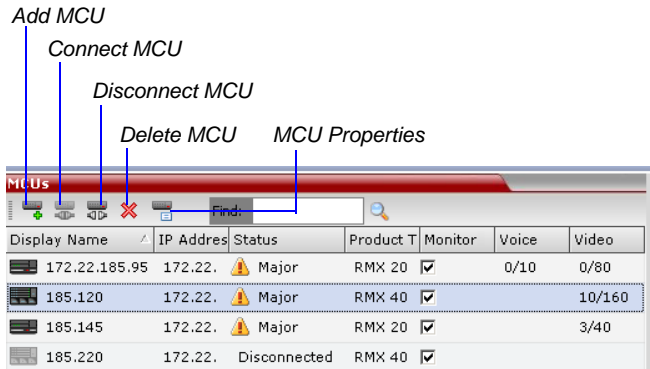 Add MCU
Connect MCU
Disconnect MCU
Delete MCU MCU Properties
MCUs
Find:
Display Name IP Addres Status Product T Monitor Voice Video
172.22.185.95 172.22. Major RMX 20 0/10 0/80
185.120 172.22. Major RMX 40 10/160
185.145 172.22. Major RMX 20 3/40
185.220 172.22. Disconnected RMX 40